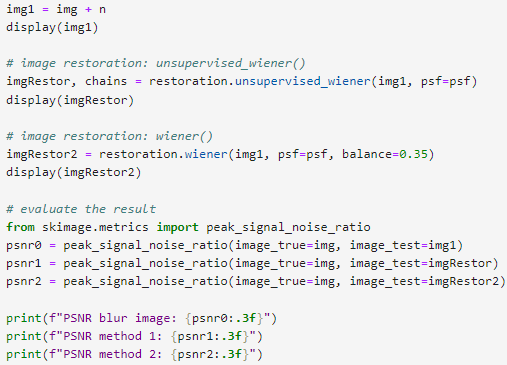 img1 = img + n
display(img1)
# image restoration: unsupervised_wiener()
imgRestor, chains = restoration.unsupervised_wiener(img1, psf=psf)
display(imgRestor)
# image restoration: wiener()
imgRestor2 = restoration.wiener(img1, psf=psf, balance=0.35)
display(imgRestor2)
# evaluate the result
from skimage.metrics import peak_signal_noise_ratio
psnr0 = peak_signal_noise_ratio(image_true=img, image_test=img1)
psnr1 = peak_signal_noise_ratio(image_true=img, image_test=imgRestor)
psnr2 = peak_signal_noise_ratio(image_true=img, image_test=imgRestor2)
print(f"PSNR blur image: {psnr0:.3f}")
print(f"PSNR method 1: {psnr1:.3f}")
print(f"PSNR method 2: {psnr2:.3f}")